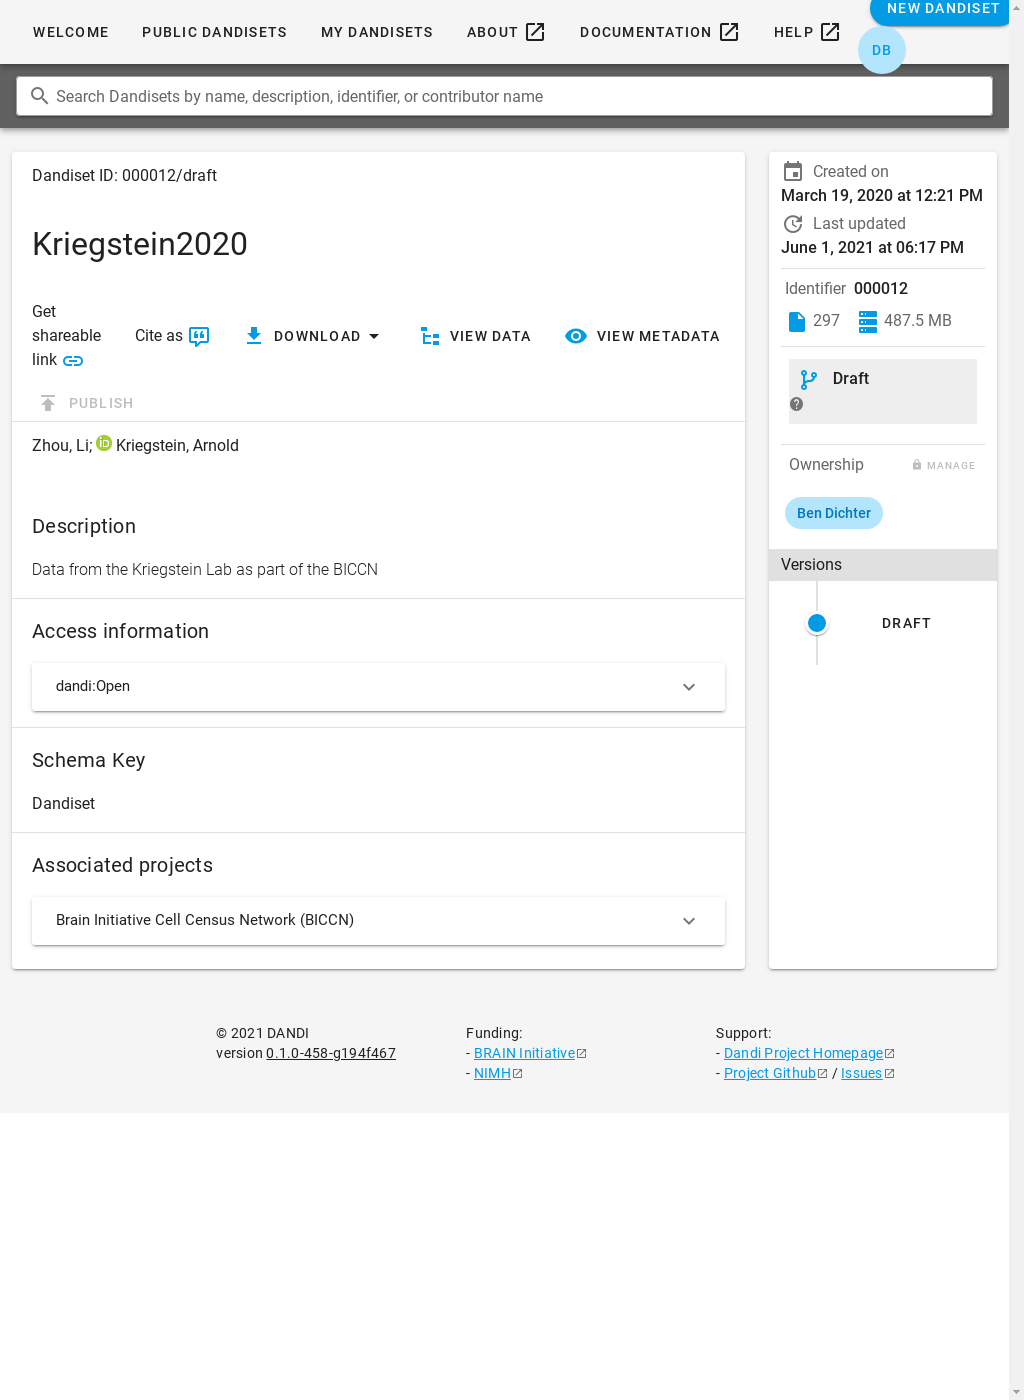 WELCOME PUBLIC DANDISETS MY DANDISETS ABOUT DOCUMENTATION HELP NEW DANDISET
DB
Search Dandisets by name, description, identifier, or contributor name
Dandiset ID: 000012/draft
Kriegstein2020
Get
shareable
link
Cite as
DOWNLOAD
VIEW DATA
VIEW METADATA
PUBLISH
Zhou, Li; iD Kriegstein, Arnold
Description
Data from the Kriegstein Lab as part of the BICCN
Access information
dandi:Open
Schema Key
Dandiset
Associated projects
Brain Initiative Cell Census Network (BICCN)
Created on
March 19, 2020 at 12:21 PM
Last updated
June 1, 2021 at 06:17 PM
Identifier 000012
297 487.5 MB
Draft
?
Ownership MANAGE
Ben Dichter
Versions
DRAFT
© 2021 DANDI
version 0.1.0-458-g194f467
Funding:
- BRAIN Initiative
- NIMH
Support:
- Dandi Project Homepage
- Project Github / Issues